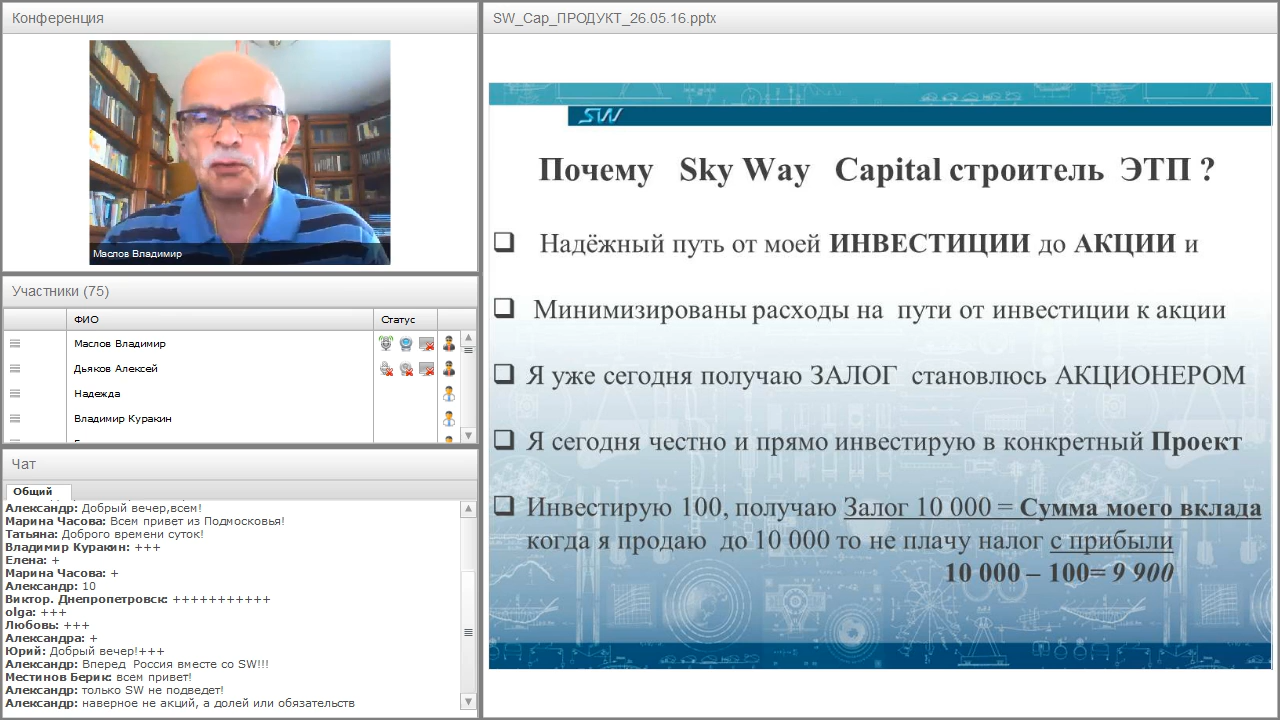 Конференция
Маслов Владимир
Участники (75)
ФИО
Статус
Маслов Владимир
Дьяков Алексей
Надежда
Владимир Куракин
Чат
Общий
Александр: Добрый вечер,всем!
Марина Часова: Всем привет из Подмосковья!
Татьяна: Доброго времени суток!
Владимир Куракин: +++
Елена: +
Марина Часова: +
Александр: 10
Виктор. Днепропетровск: +++++++++++
olga: +++
Любовь: +++
Александра: +
Юрий: Добрый вечер!+++
Александр: Вперед Россия вместе со SW!!!
Местинов Берик: всем привет!
Александр: только SW не подведет!
Александр: наверное не акций, а долей или обязательств
SW_Cap_ПРОДУКТ_26.05.16.pptx
SW
Почему Sky Way Capital строитель ЭТП ?
Надёжный путь от моей ИНВЕСТИЦИИ до АКЦИИ и
Минимизированы расходы на пути от инвестиции к акции
Я уже сегодня получаю ЗАЛОГ становлюсь АКЦИОНЕРОМ
Я сегодня честно и прямо инвестирую в конкретный Проект
Инвестирую 100, получаю Залог 10 000 = Сумма моего вклада
когда я продаю до 10 000 то не плачу налог с прибыли
10 000 – 100= 9 900